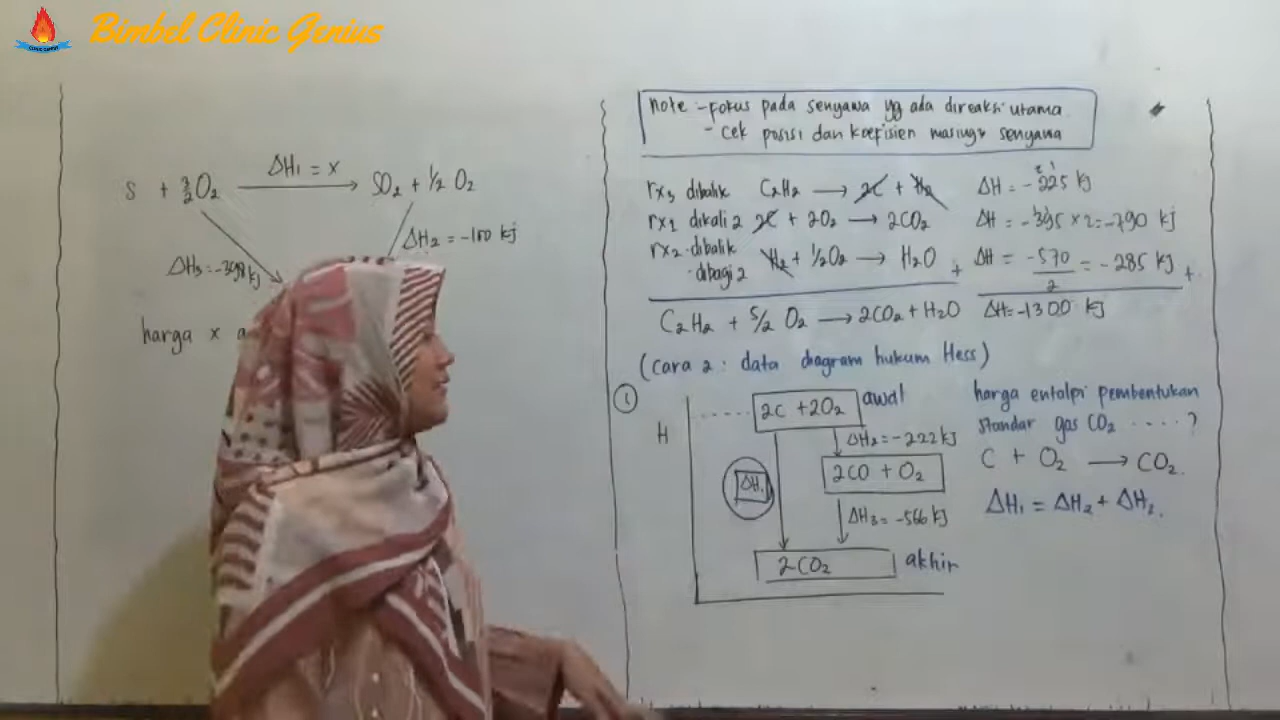 Bimbel Clinic Genius
S + 3/2 O₂ ⟶ SO₂ + 1/2 O₂
ΔH₁ = x
ΔH₂ = -100 kj
ΔH₃ = -398 kj
harga x a
note - fokus pada senyawa yg ada direaksi utama
- cek posisi dan koefisien masing² senyawa
rx₃ dibalik C₂H₂ ⟶ 2C + H₂ ΔH = -225 kj
rx₁ dikali 2 2C + 2O₂ ⟶ 2CO₂ ΔH = -395 x 2 = -790 kj
rx₂ dibalik
dibagi 2 H₂ + 1/2O₂ ⟶ H₂O + ΔH = -570/2 = -285 kj +
C₂H₂ + 5/2 O₂ ⟶ 2CO₂ + H₂O ΔH = -1300 kj
(Cara 2 : data diagram hukum Hess)
1
H
2C + 2O₂ awal
ΔH₂ = -222 kj
2CO + O₂
ΔH₁
ΔH₃ = -566 kj
2CO₂ akhir
harga entalpi pembentukan
standar gas CO₂ ....?
C + O₂ ⟶ CO₂.
ΔH₁ = ΔH₂ + ΔH